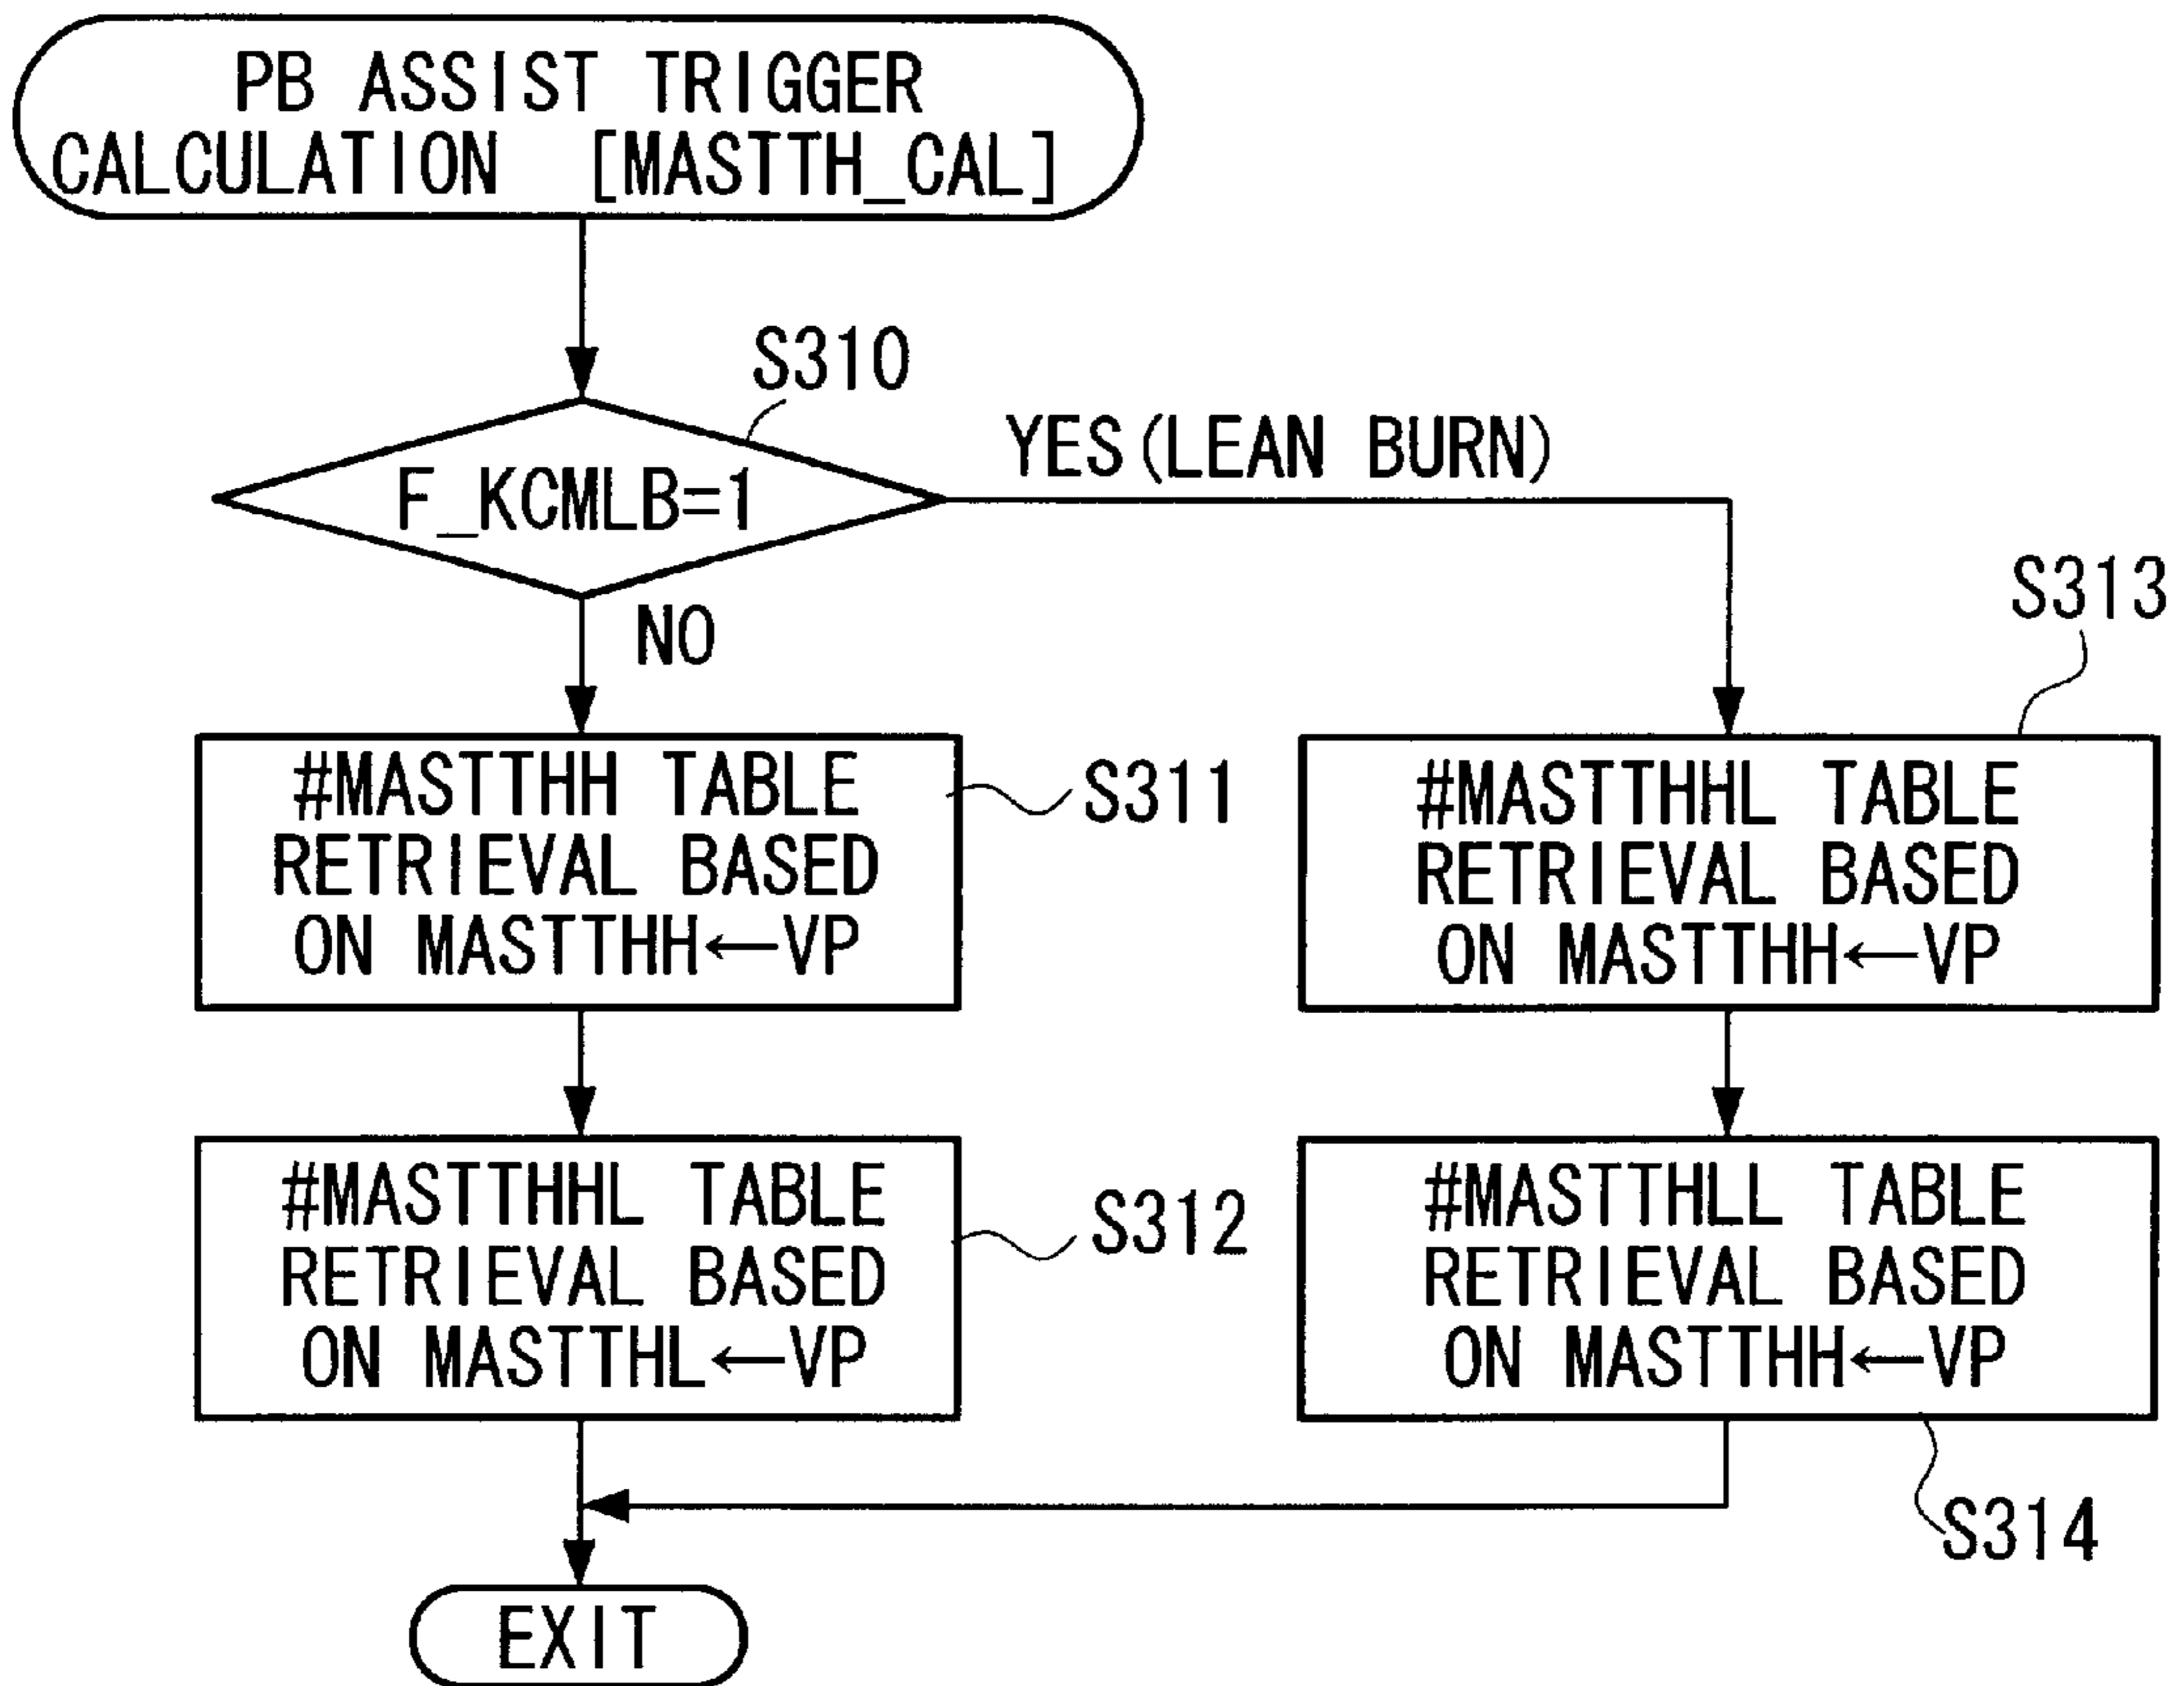 PB ASSIST TRIGGER
CALCULATION [MASTTH_CAL]
S310
F_KCMLB=1
YES(LEAN BURN)
NO
S313
#MASTTHH TABLE
RETRIEVAL BASED
ON MASTTHH←VP
S311
#MASTTHHL TABLE
RETRIEVAL BASED
ON MASTTHH←VP
#MASTTHHL TABLE
RETRIEVAL BASED
ON MASTTHL←VP
S312
#MASTTHLL TABLE
RETRIEVAL BASED
ON MASTTHH←VP
S314
EXIT